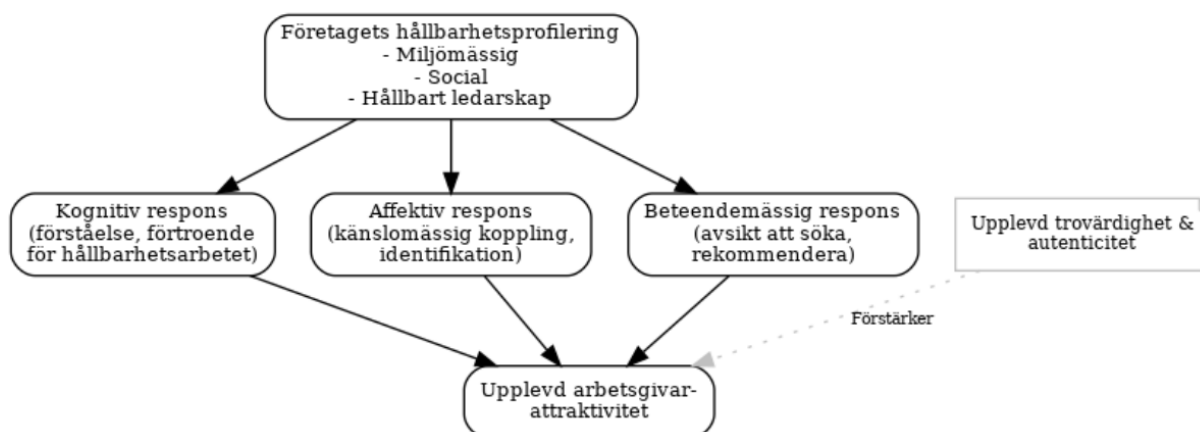 Företagets hållbarhetsprofilering
- Miljömässig
- Social
- Hållbart ledarskap
Kognitiv respons
(förståelse, förtroende
för hållbarhetsarbetet)
Affektiv respons
(känslomässig koppling,
identifikation)
Beteendemässig respons
(avsikt att söka,
rekommendera)
Upplevd trovärdighet &
autenticitet
Förstärker
Upplevd arbetsgivar-
attraktivitet